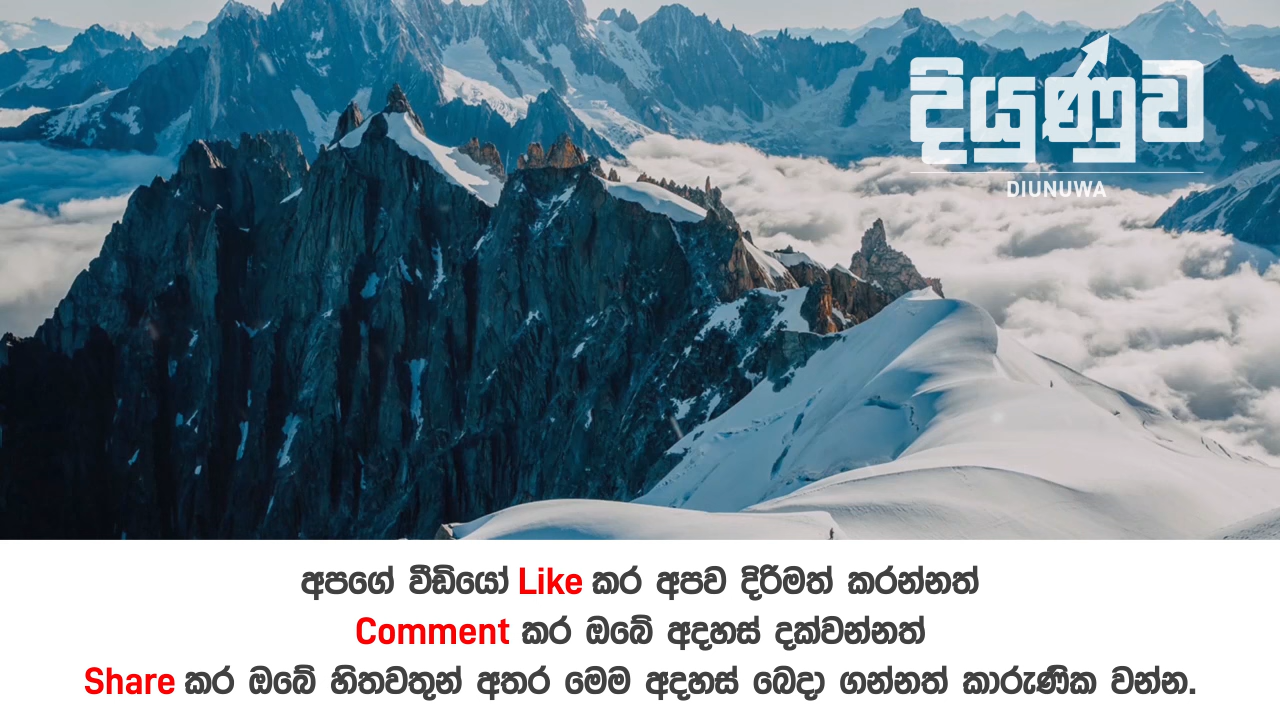 දියුණුව
DIUNUWA
අපගේ වීඩියෝ Like කර අපව දිරිමත් කරන්නත්
Comment කර ඔබේ අදහස් දක්වන්නත්
Share කර ඔබේ හිතවතුන් අතර මෙම අදහස් බෙදා ගන්නත් කාරුණික වන්න.